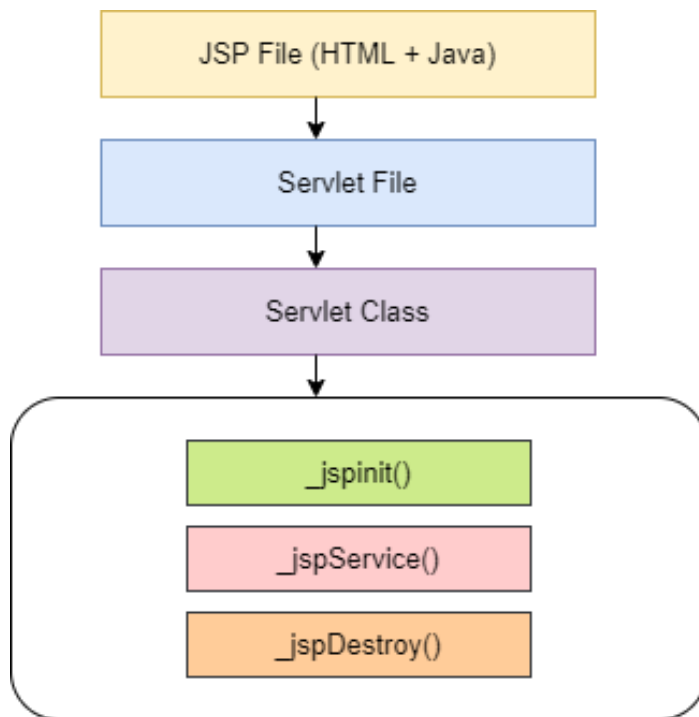 JSP File (HTML + Java)
Servlet File
Servlet Class
_jspinit()
_jspService()
_jspDestroy()